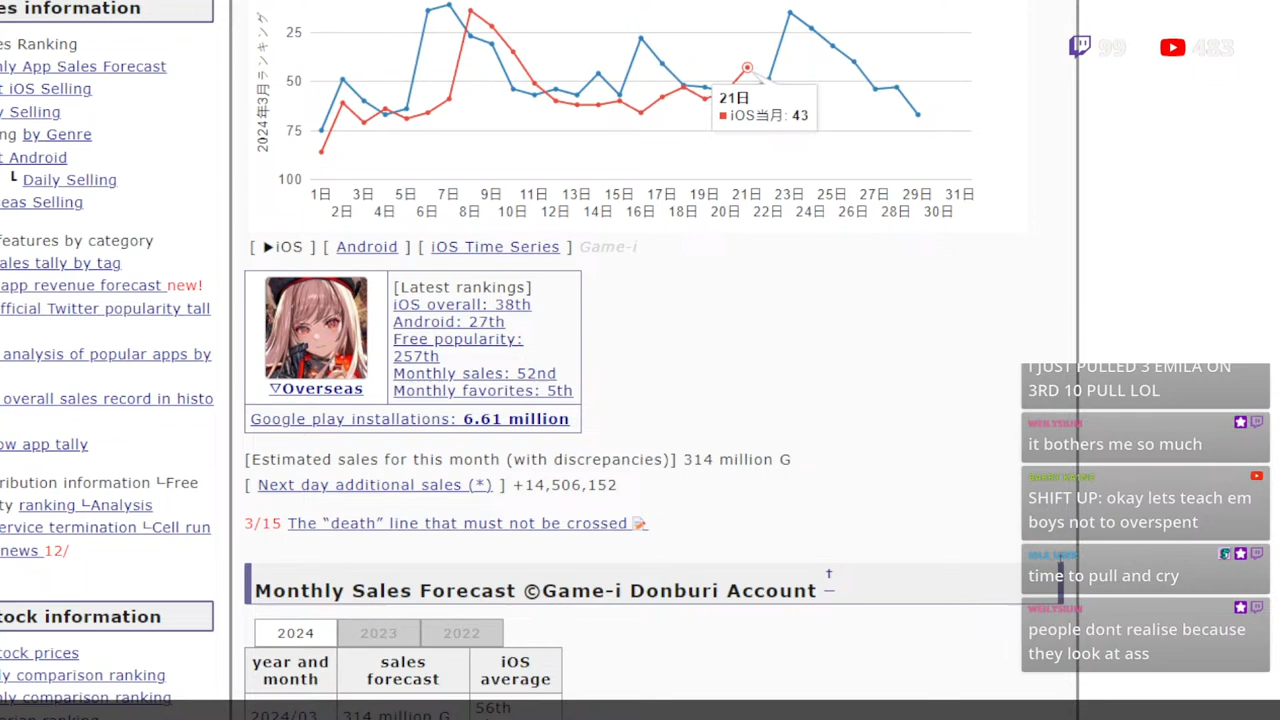 es information
es Ranking
hly App Sales Forecast
t iOS Selling
y Selling
ng by Genre
t Android
┗ Daily Selling
eas Selling
features by category
ales tally by tag
app revenue forecast new!
fficial Twitter popularity tall
analysis of popular apps by
overall sales record in histo
ow app tally
ribution information └Free
ty ranking └Analysis
ervice termination └Cell run
news 12/
tock information
tock prices
ly comparison ranking
hly comparison ranking
2024年3月ランキング
25
50
75
100
21日
iOS当月: 43
1日 3日 5日 7日 9日 11日 13日 15日 17日 19日 21日 23日 25日 27日 29日 31日
2日 4日 6日 8日 10日 12日 14日 16日 18日 20日 22日 24日 26日 28日 30日
[ ▶iOS ] [ Android ] [ iOS Time Series ] Game-i
▽Overseas
[Latest rankings]
iOS overall: 38th
Android: 27th
Free popularity:
257th
Monthly sales: 52nd
Monthly favorites: 5th
Google play installations: 6.61 million
[Estimated sales for this month (with discrepancies)] 314 million G
[ Next day additional sales (*) ] +14,506,152
3/15 The “death” line that must not be crossed
Monthly Sales Forecast ©Game-i Donburi Account †
2024 2023 2022
year and month
sales forecast
iOS average
2024/03 314 million G 56th
99 483
I JUST PULLED 3 EMILA ON
3RD 10 PULL LOL
it bothers me so much
SHIFT UP: okay lets teach em
boys not to overspent
time to pull and cry
people dont realise because
they look at ass